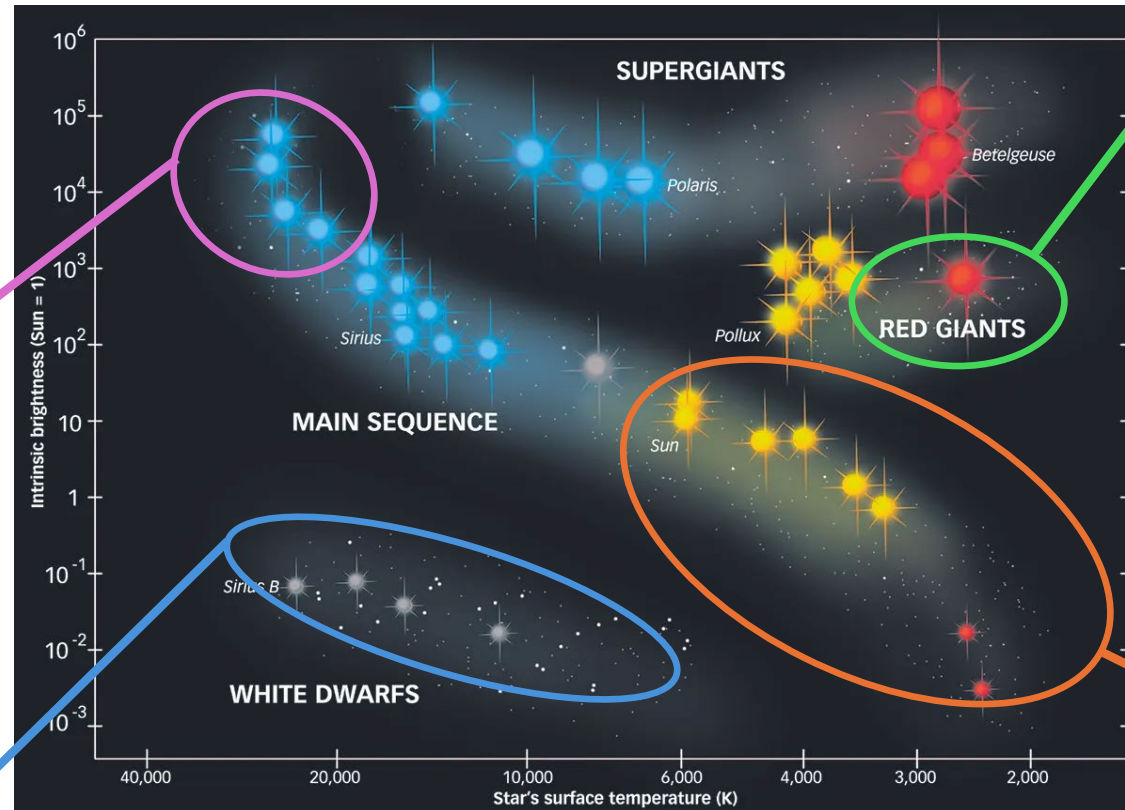 10^6
SUPERGIANTS
10^5
Betelgeuse
10^4
Polaris
10^3
Intrinsic brightness (Sun = 1)
RED GIANTS
Pollux
10^2
Sirius
MAIN SEQUENCE
10
Sun
1
10^-1
Sirius B
10^-2
WHITE DWARFS
10^-3
40,000 20,000 10,000 6,000 4,000 3,000 2,000
Star's surface temperature (K)